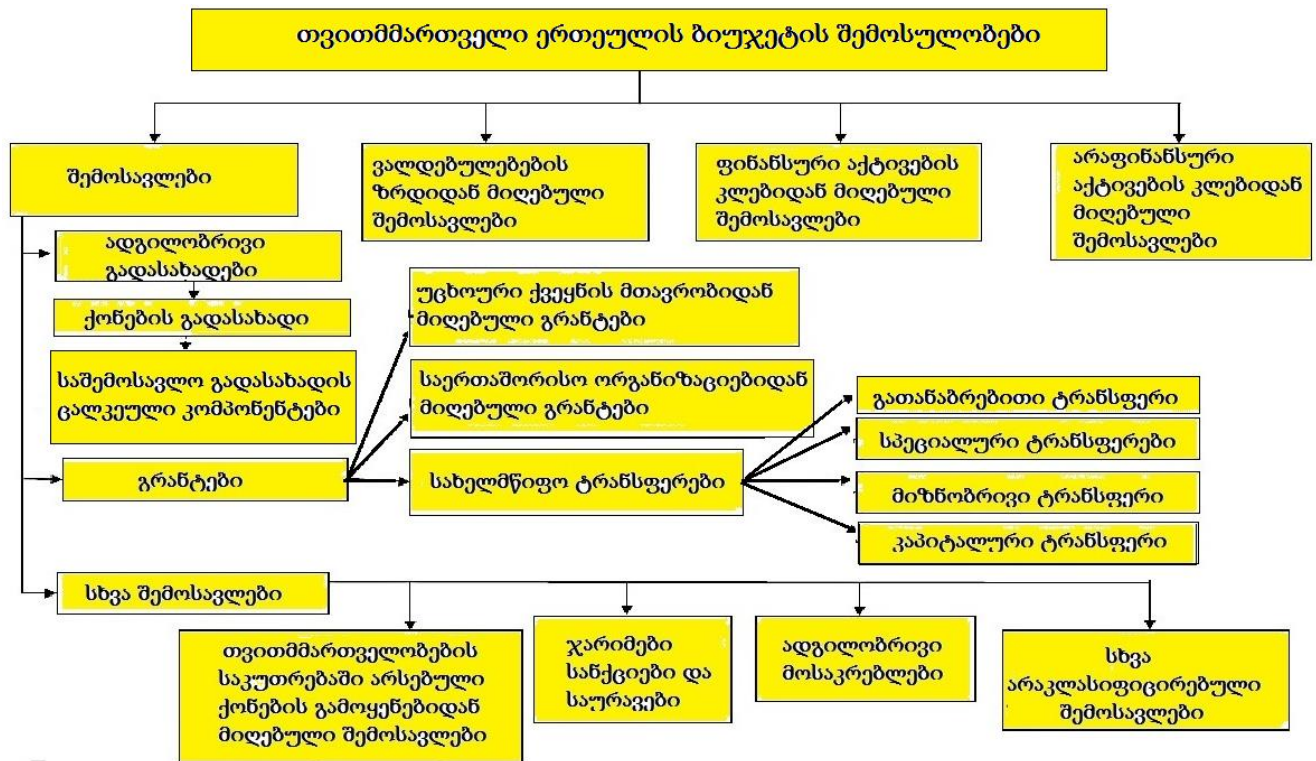 თვითმმართველი ერთეულის ბიუჯეტის შემოსულობები
შემოსავლები
ვალდებულებების
ზრდიდან მიღებული
შემოსავლები
ფინანსური აქტივების
კლებიდან მიღებული
შემოსავლები
არაფინანსური
აქტივების კლებიდან
მიღებული
შემოსავლები
ადგილობრივი
გადასახადები
ქონების გადასახადი
საშემოსავლო გადასახადის
ცალკეული კომპონენტები
გრანტები
უცხოური ქვეყნის მთავრობიდან
მიღებული გრანტები
საერთაშორისო ორგანიზაციებიდან
მიღებული გრანტები
სახელმწიფო ტრანსფერები
გათანაბრებითი ტრანსფერი
სპეციალური ტრანსფერები
მიზნობრივი ტრანსფერი
კაპიტალური ტრანსფერი
სხვა შემოსავლები
თვითმმართველობების
საკუთრებაში არსებული
ქონების გამოყენებიდან
მიღებული შემოსავლები
ჯარიმები
სანქციები და
საურავები
ადგილობრივი
მოსაკრებლები
სხვა
არაკლასიფიცირებული
შემოსავლები